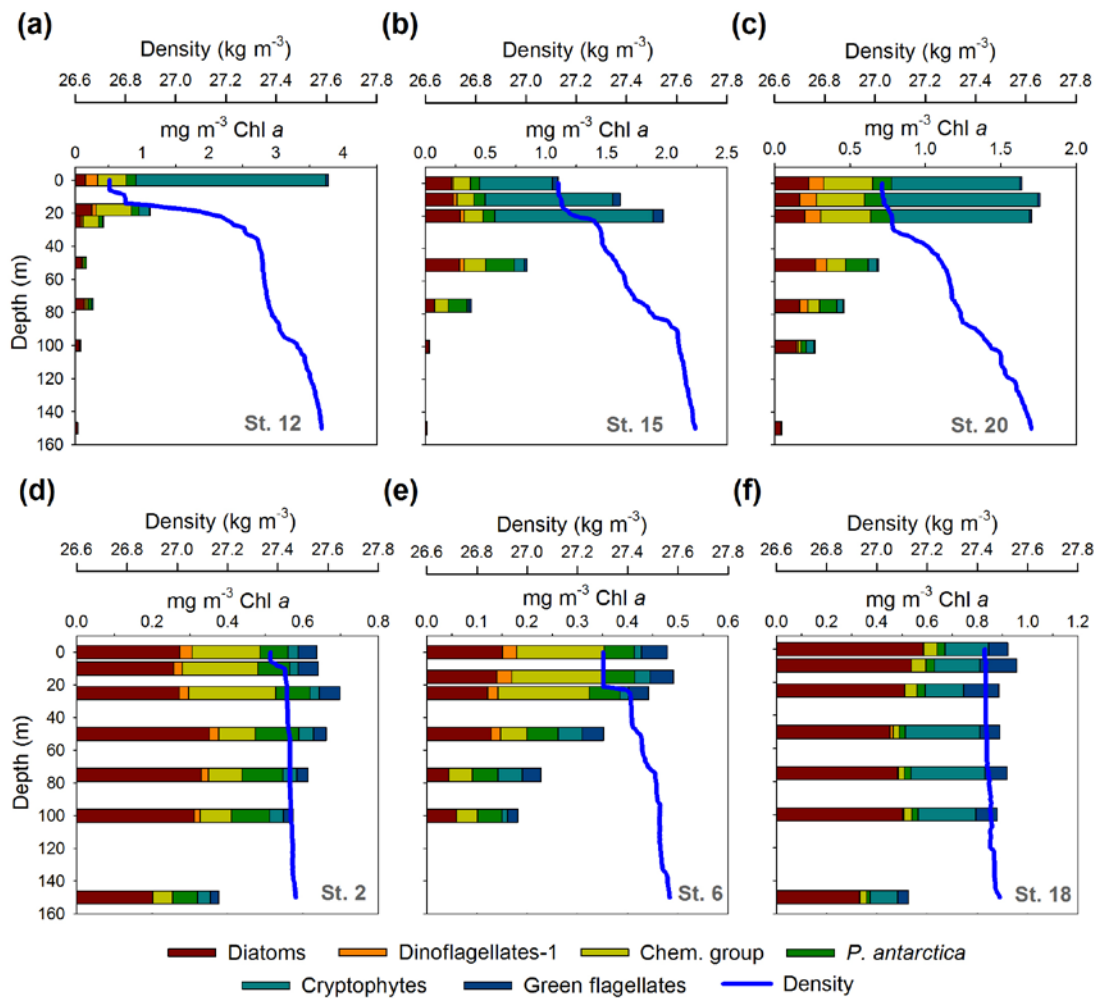 (a)
Density (kg m⁻³)
26.6 26.8 27.0 27.2 27.4 27.6 27.8
mg m⁻³ Chl a
0 1 2 3 4
0
20
40
60
80
100
120
140
160
Depth (m)
St. 12
(b)
Density (kg m⁻³)
26.6 26.8 27.0 27.2 27.4 27.6 27.8
mg m⁻³ Chl a
0.0 0.5 1.0 1.5 2.0 2.5
St. 15
(c)
Density (kg m⁻³)
26.6 26.8 27.0 27.2 27.4 27.6 27.8
mg m⁻³ Chl a
0.0 0.5 1.0 1.5 2.0
St. 20
(d)
Density (kg m⁻³)
26.6 26.8 27.0 27.2 27.4 27.6 27.8
mg m⁻³ Chl a
0.0 0.2 0.4 0.6 0.8
0
20
40
60
80
100
120
140
160
Depth (m)
St. 2
(e)
Density (kg m⁻³)
26.6 26.8 27.0 27.2 27.4 27.6 27.8
mg m⁻³ Chl a
0.0 0.1 0.2 0.3 0.4 0.5 0.6
St. 6
(f)
Density (kg m⁻³)
26.6 26.8 27.0 27.2 27.4 27.6 27.8
mg m⁻³ Chl a
0.0 0.2 0.4 0.6 0.8 1.0 1.2
St. 18
Diatoms Dinoflagellates-1 Chem. group P. antarctica
Cryptophytes Green flagellates Density